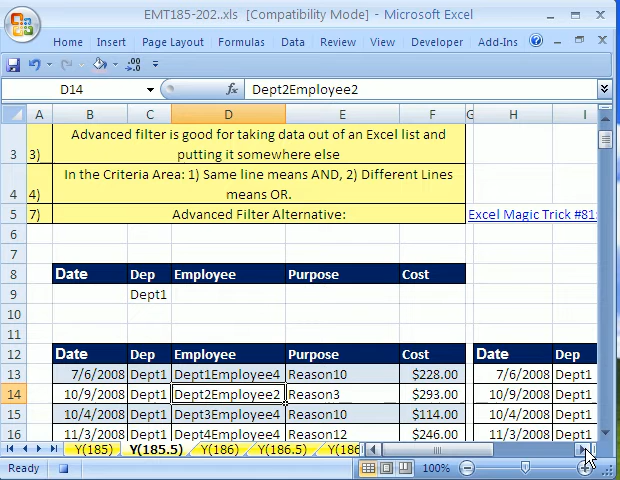 EMT185-202..xls [Compatibility Mode] - Microsoft Excel
Home Insert Page Layout Formulas Data Review View Developer Add-Ins
D14 fx Dept2Employee2
A B C D E F G H I
3 3) Advanced filter is good for taking data out of an Excel list and
putting it somewhere else
4 4) In the Criteria Area: 1) Same line means AND, 2) Different Lines
means OR.
5 7) Advanced Filter Alternative: Excel Magic Trick #81:
6
7
8 Date Dep Employee Purpose Cost
9 Dept1
10
11
12 Date Dep Employee Purpose Cost Date Dep
13 7/6/2008 Dept1 Dept1Employee4 Reason10 $228.00 7/6/2008 Dept1
14 10/9/2008 Dept1 Dept2Employee2 Reason3 $293.00 10/9/2008 Dept1
15 10/4/2008 Dept1 Dept3Employee4 Reason10 $114.00 10/4/2008 Dept1
16 11/3/2008 Dept1 Dept4Employee4 Reason12 $246.00 11/3/2008 Dept1
Y(185) Y(185.5) Y(186) Y(186.5) Y(186
Ready 100%